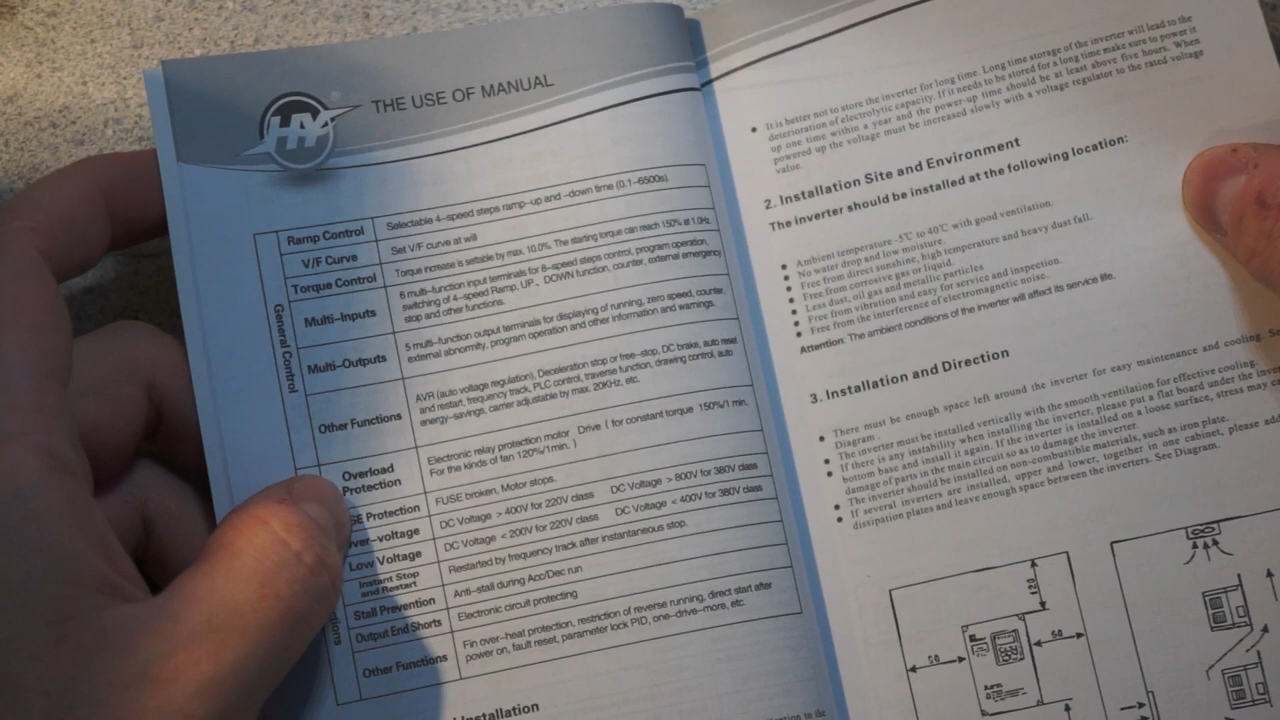 HY
THE USE OF MANUAL
General Control
Ramp Control
Selectable 4-speed steps ramp-up and -down time (0.1-6500s).
V/F Curve
Set V/F curve at will
Torque Control
Torque increase is settable by max. 10.0%. The starting torque can reach 150% at 1.0Hz.
Multi-Inputs
6 multi-function input terminals for 8-speed steps control, program operation,
switching of 4-speed Ramp, UP、DOWN function, counter, external emergency
stop and other functions.
Multi-Outputs
5 multi-function output terminals for displaying of running, zero speed, counter,
external abnormity, program operation and other information and warnings.
Other Functions
AVR (auto voltage regulation), Deceleration stop or free-stop, DC brake, auto reset
and restart, frequency track, PLC control, traverse function, drawing control, auto
energy-savings, carrier adjustable by max. 20KHz, etc.
Overload
Protection
Electronic relay protection motor Drive ( for constant torque 150%/1 min.
For the kinds of fan 120%/1min. )
SE Protection
FUSE broken, Motor stops.
ver-voltage
DC Voltage > 400V for 220V class DC Voltage > 800V for 380V class
Low Voltage
DC Voltage < 200V for 220V class DC Voltage < 400V for 380V class
Instant Stop
and Restart
Restarted by frequency track after instantaneous stop.
Stall Prevention
Anti-stall during Acc/Dec run
Output End Shorts
Electronic circuit protecting
Other Functions
Fin over-heat protection, restriction of reverse running, direct start after
power on, fault reset, parameter lock PID, one-drive-more, etc.
ions
Installation
to the
• It is better not to store the inverter for long time. Long time storage of the inverter will lead to the
deterioration of electrolytic capacity. If it needs to be stored for a long time make sure to power it
up one time within a year and the power-up time should be at least above five hours. When
powered up the voltage must be increased slowly with a voltage regulator to the rated voltage
value.
2. Installation Site and Environment
The inverter should be installed at the following location:
• Ambient temperature -5℃ to 40℃ with good ventilation.
• No water drop and low moisture.
• Free from direct sunshine, high temperature and heavy dust fall.
• Free from corrosive gas or liquid.
• Less dust, oil gas and metallic particles
• Free from vibration and easy for service and inspection.
• Free from the interference of electromagnetic noise.
Attention: The ambient conditions of the inverter will affect its service life.
3. Installation and Direction
• There must be enough space left around the inverter for easy maintenance and cooling. S
Diagram .
• The inverter must be installed vertically with the smooth ventilation for effective cooling.
• If there is any instability when installing the inverter, please put a flat board under the inver
bottom base and install it again. If the inverter is installed on a loose surface, stress may c
damage of parts in the main circuit so as to damage the inverter.
• The inverter should be installed on non-combustible materials, such as iron plate.
• If several inverters are installed, upper and lower, together in one cabinet, please add
dissipation plates and leave enough space between the inverters. See Diagram.
120
50
50